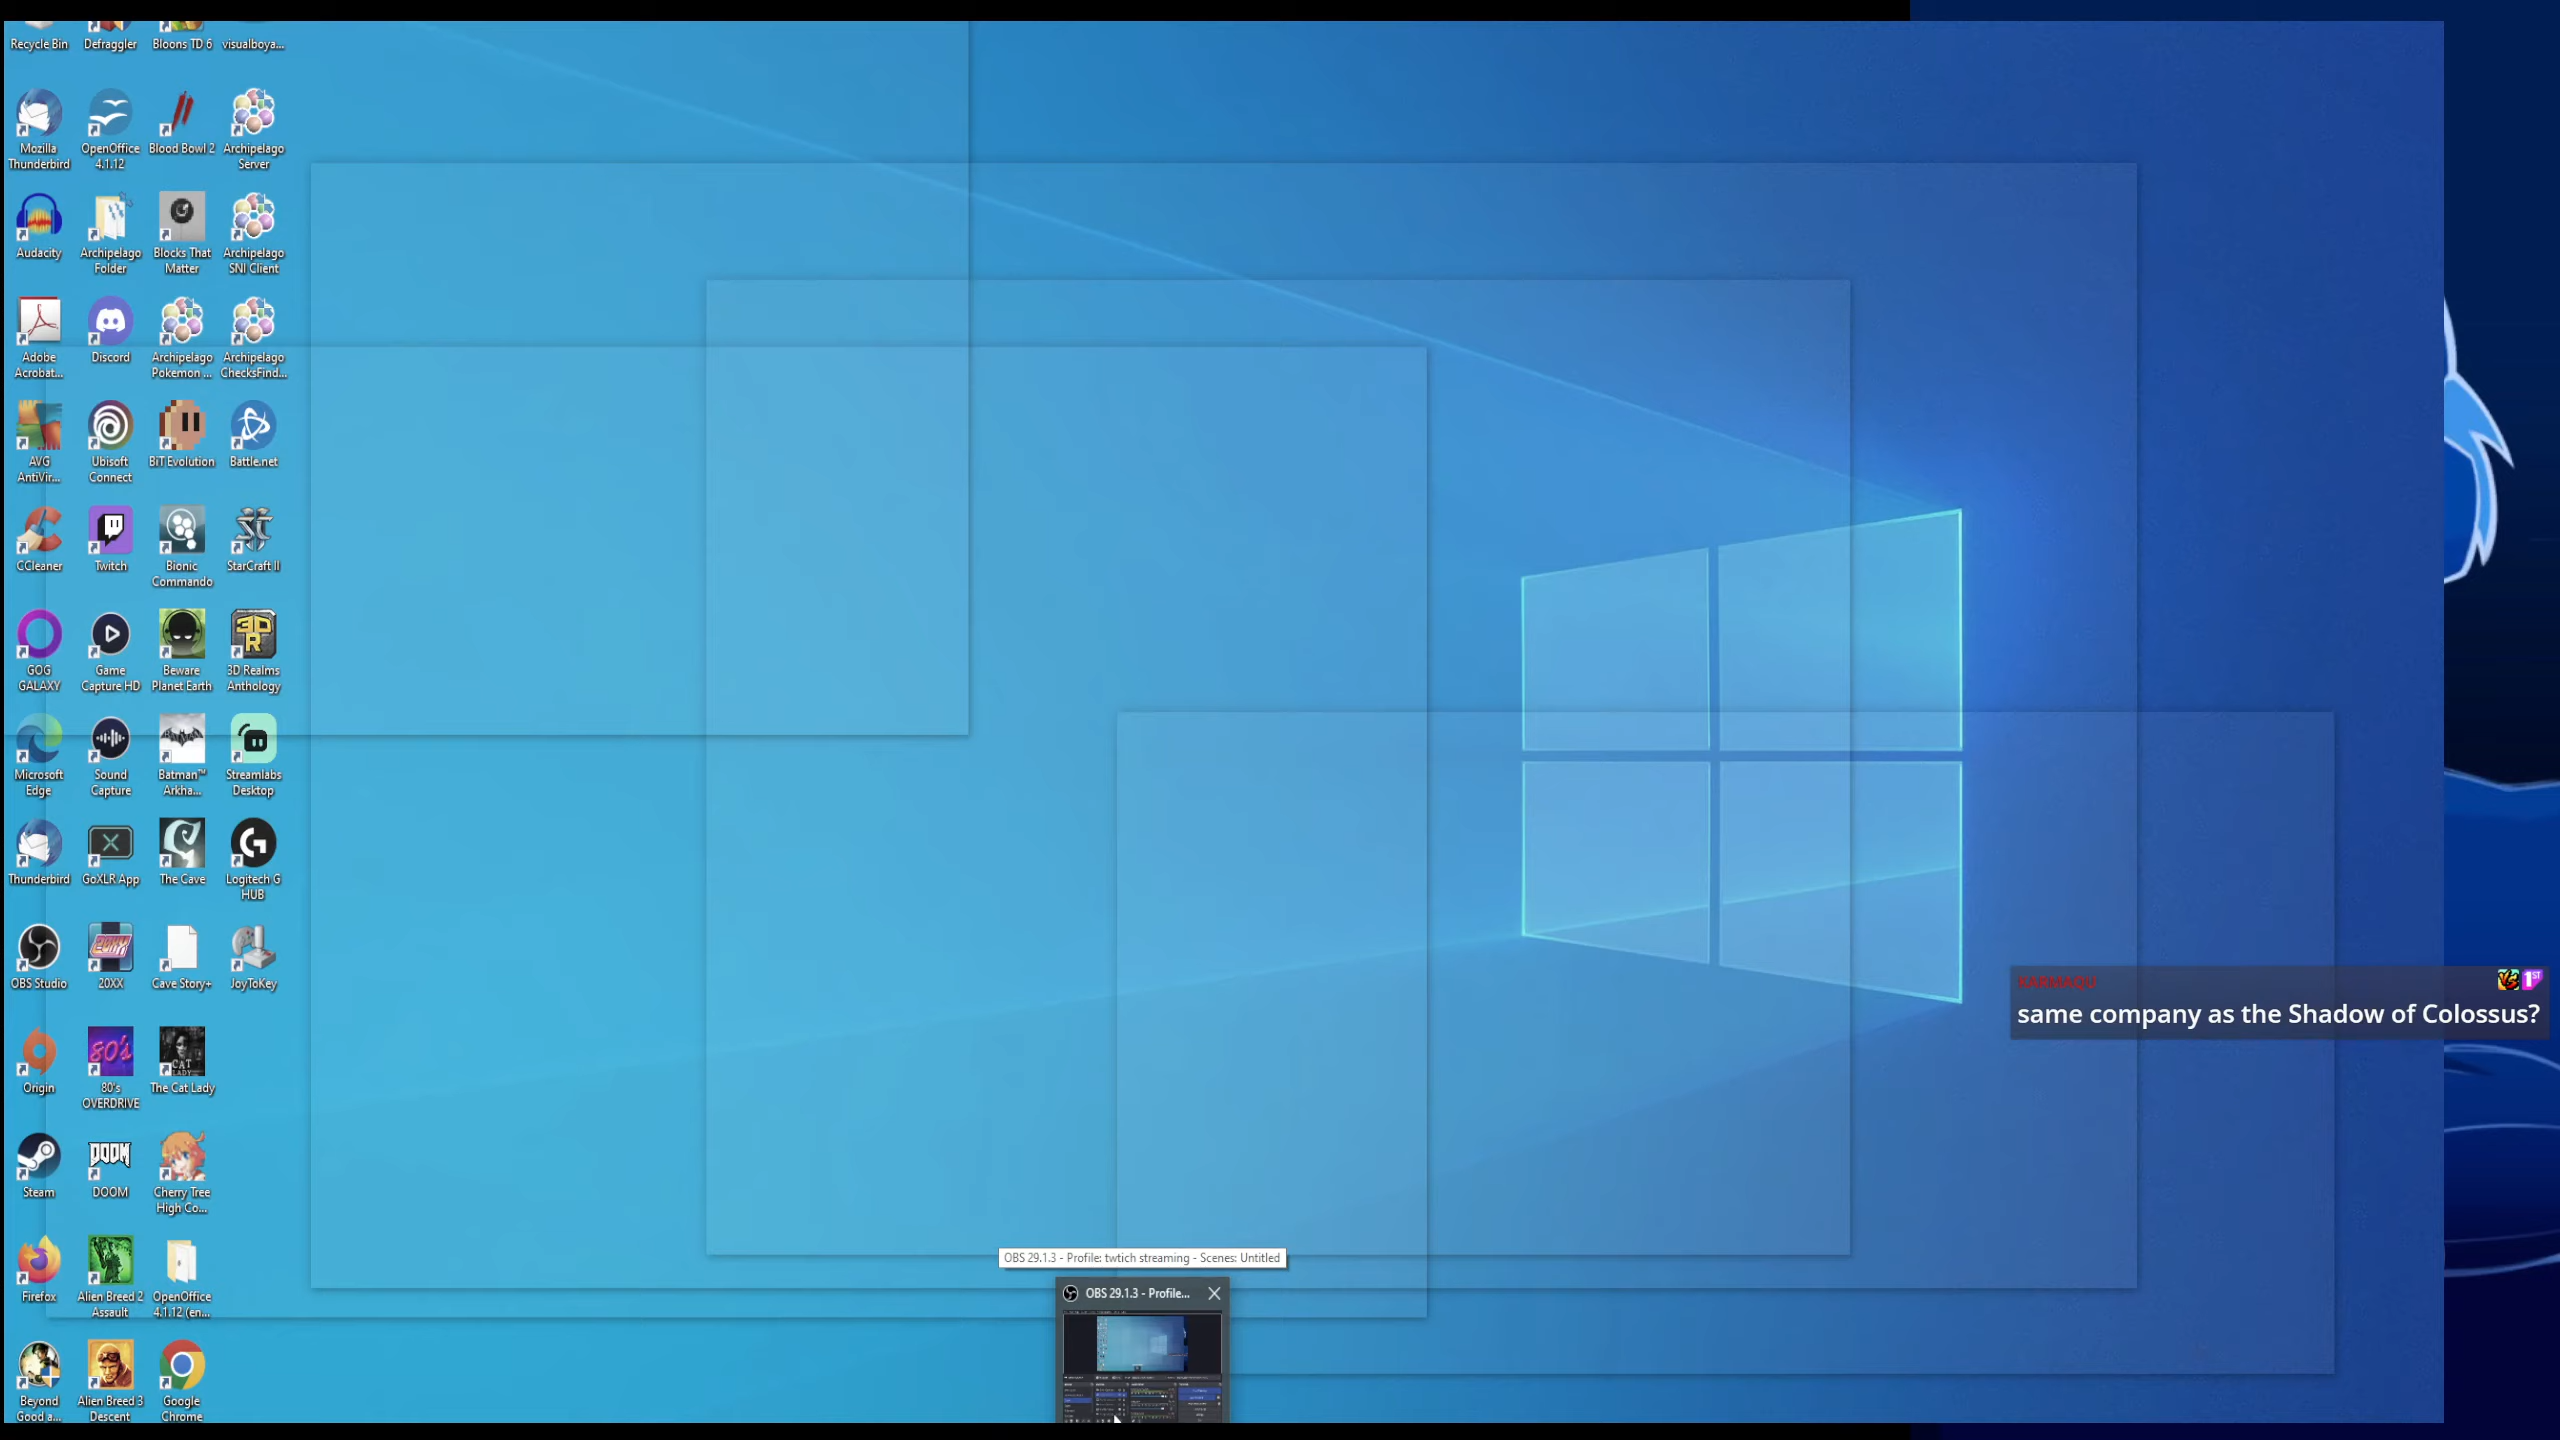 Recycle Bin
Defraggler
Bloons TD 6
visualboya...
Mozilla Thunderbird
OpenOffice 4.1.12
Blood Bowl 2
Archipelago Server
Audacity
Archipelago Folder
Blocks That Matter
Archipelago SNI Client
Adobe Acrobat...
Discord
Archipelago Pokemon ...
Archipelago ChecksFind...
AVG AntiVir...
Ubisoft Connect
BiT Evolution
Battle.net
CCleaner
Twitch
Bionic Commando
StarCraft II
GOG GALAXY
Game Capture HD
Beware Planet Earth
3D Realms Anthology
Microsoft Edge
Sound Capture
Batman™ Arkha...
Streamlabs Desktop
Thunderbird
GoXLR App
The Cave
Logitech G HUB
OBS Studio
20XX
Cave Story+
JoyToKey
KARMAQU
same company as the Shadow of Colossus?
Origin
80's OVERDRIVE
The Cat Lady
Steam
DOOM
Cherry Tree High Co...
Firefox
Alien Breed 2 Assault
OpenOffice 4.1.12 (en...
OBS 29.1.3 - Profile: twtich streaming - Scenes: Untitled
OBS 29.1.3 - Profile...
Beyond Good a...
Alien Breed 3 Descent
Google Chrome